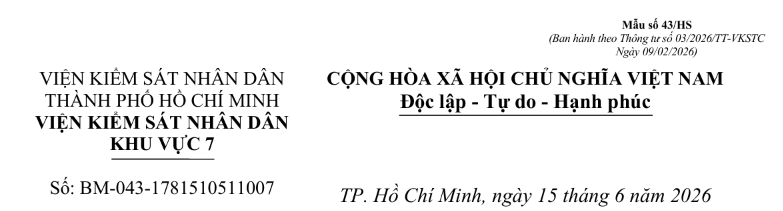 Mẫu số 43/HS
(Ban hành theo Thông tư số 03/2026/TT-VKSTC
Ngày 09/02/2026)
VIỆN KIỂM SÁT NHÂN DÂN
THÀNH PHỐ HỒ CHÍ MINH
VIỆN KIỂM SÁT NHÂN DÂN
KHU VỰC 7
CỘNG HÒA XÃ HỘI CHỦ NGHĨA VIỆT NAM
Độc lập - Tự do - Hạnh phúc
Số: BM-043-1781510511007
TP. Hồ Chí Minh, ngày 15 tháng 6 năm 2026